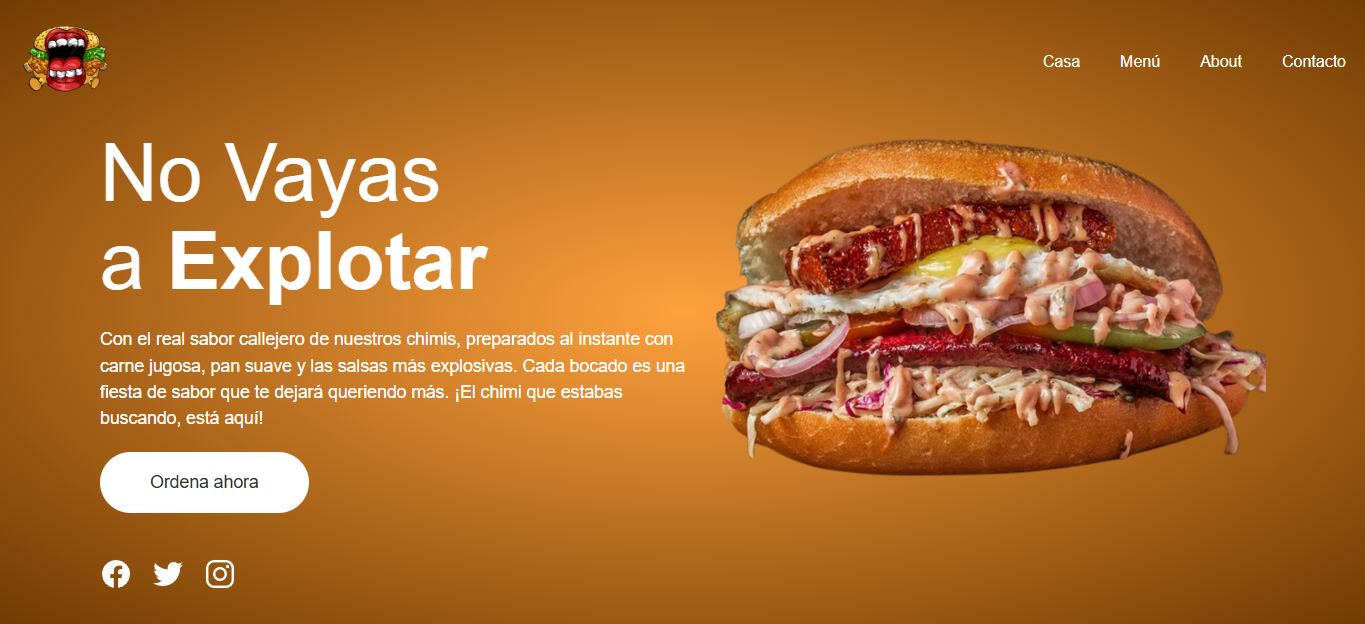 Casa Menú About Contacto
No Vayas
a Explotar
Con el real sabor callejero de nuestros chimis, preparados al instante con
carne jugosa, pan suave y las salsas más explosivas. Cada bocado es una
fiesta de sabor que te dejará queriendo más. ¡El chimi que estabas
buscando, está aquí!
Ordena ahora